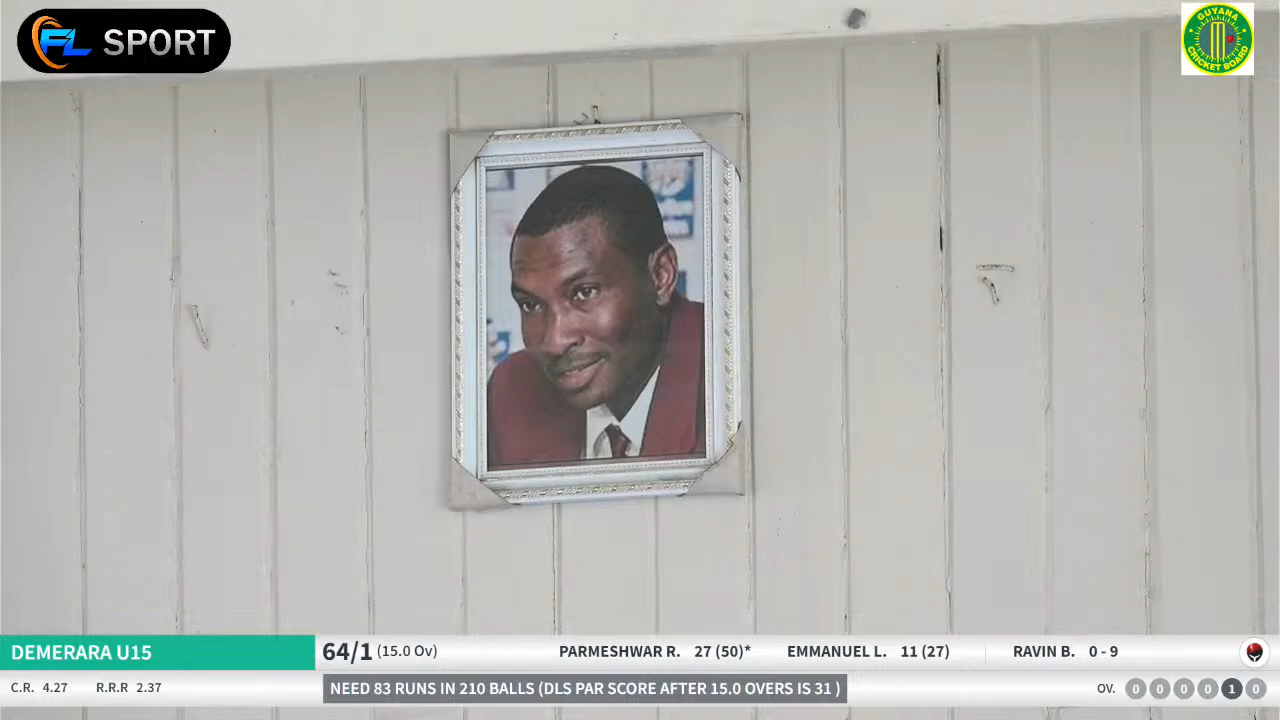 FL SPORT
GUYANA
CRICKET BOARD
DEMERARA U15
64/1 (15.0 Ov)
PARMESHWAR R. 27 (50)*
EMMANUEL L. 11 (27)
RAVIN B. 0 - 9
C.R. 4.27
R.R.R 2.37
NEED 83 RUNS IN 210 BALLS (DLS PAR SCORE AFTER 15.0 OVERS IS 31 )
OV. 0 0 0 0 1 0